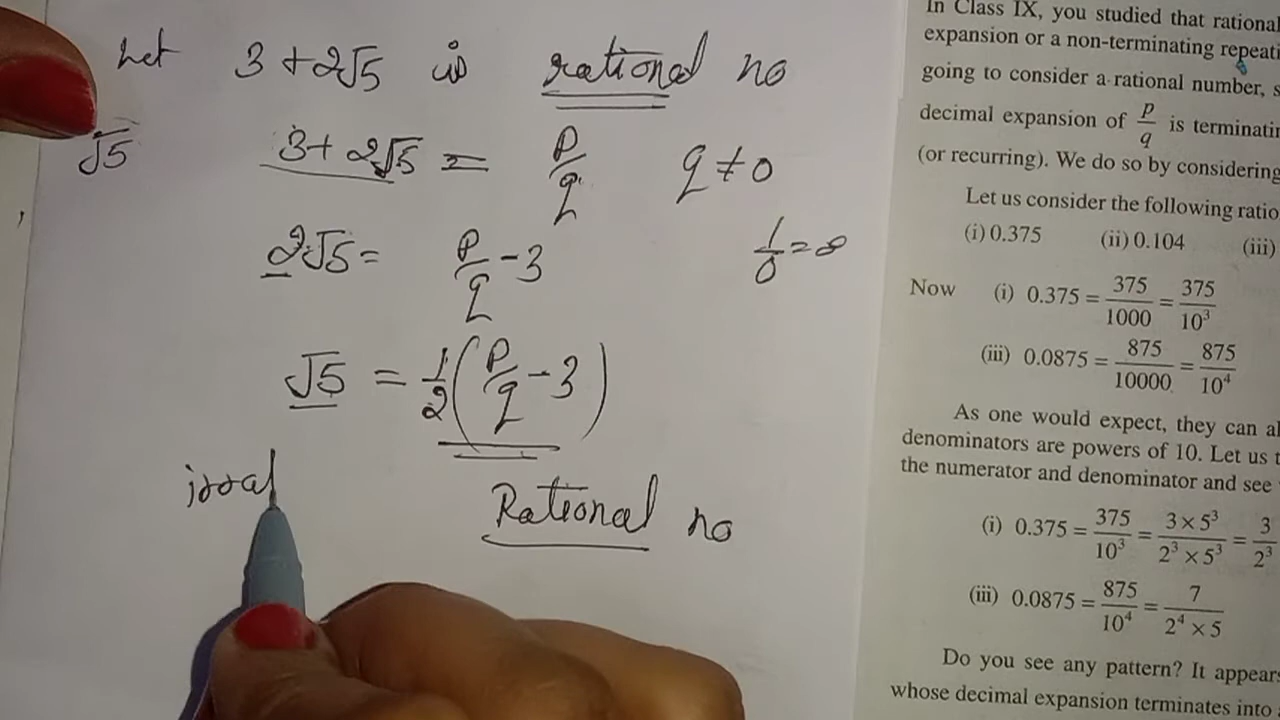 Let 3 + 2√5 is rational no
√5
3 + 2√5 = p/q q ≠ 0
2√5 = p/q - 3
1/0 = ∞
√5 = 1/2 (p/q - 3)
irral
Rational no
In Class IX, you studied that rational
expansion or a non-terminating repeati
going to consider a rational number, s
decimal expansion of p/q is terminatin
(or recurring). We do so by considering
Let us consider the following ratio
(i) 0.375 (ii) 0.104 (iii)
Now (i) 0.375 = 375/1000 = 375/10³
(iii) 0.0875 = 875/10000 = 875/10⁴
As one would expect, they can al
denominators are powers of 10. Let us t
the numerator and denominator and see
(i) 0.375 = 375/10³ = 3 × 5³/2³ × 5³ = 3/2³
(iii) 0.0875 = 875/10⁴ = 7/2⁴ × 5
Do you see any pattern? It appears
whose decimal expansion terminates into